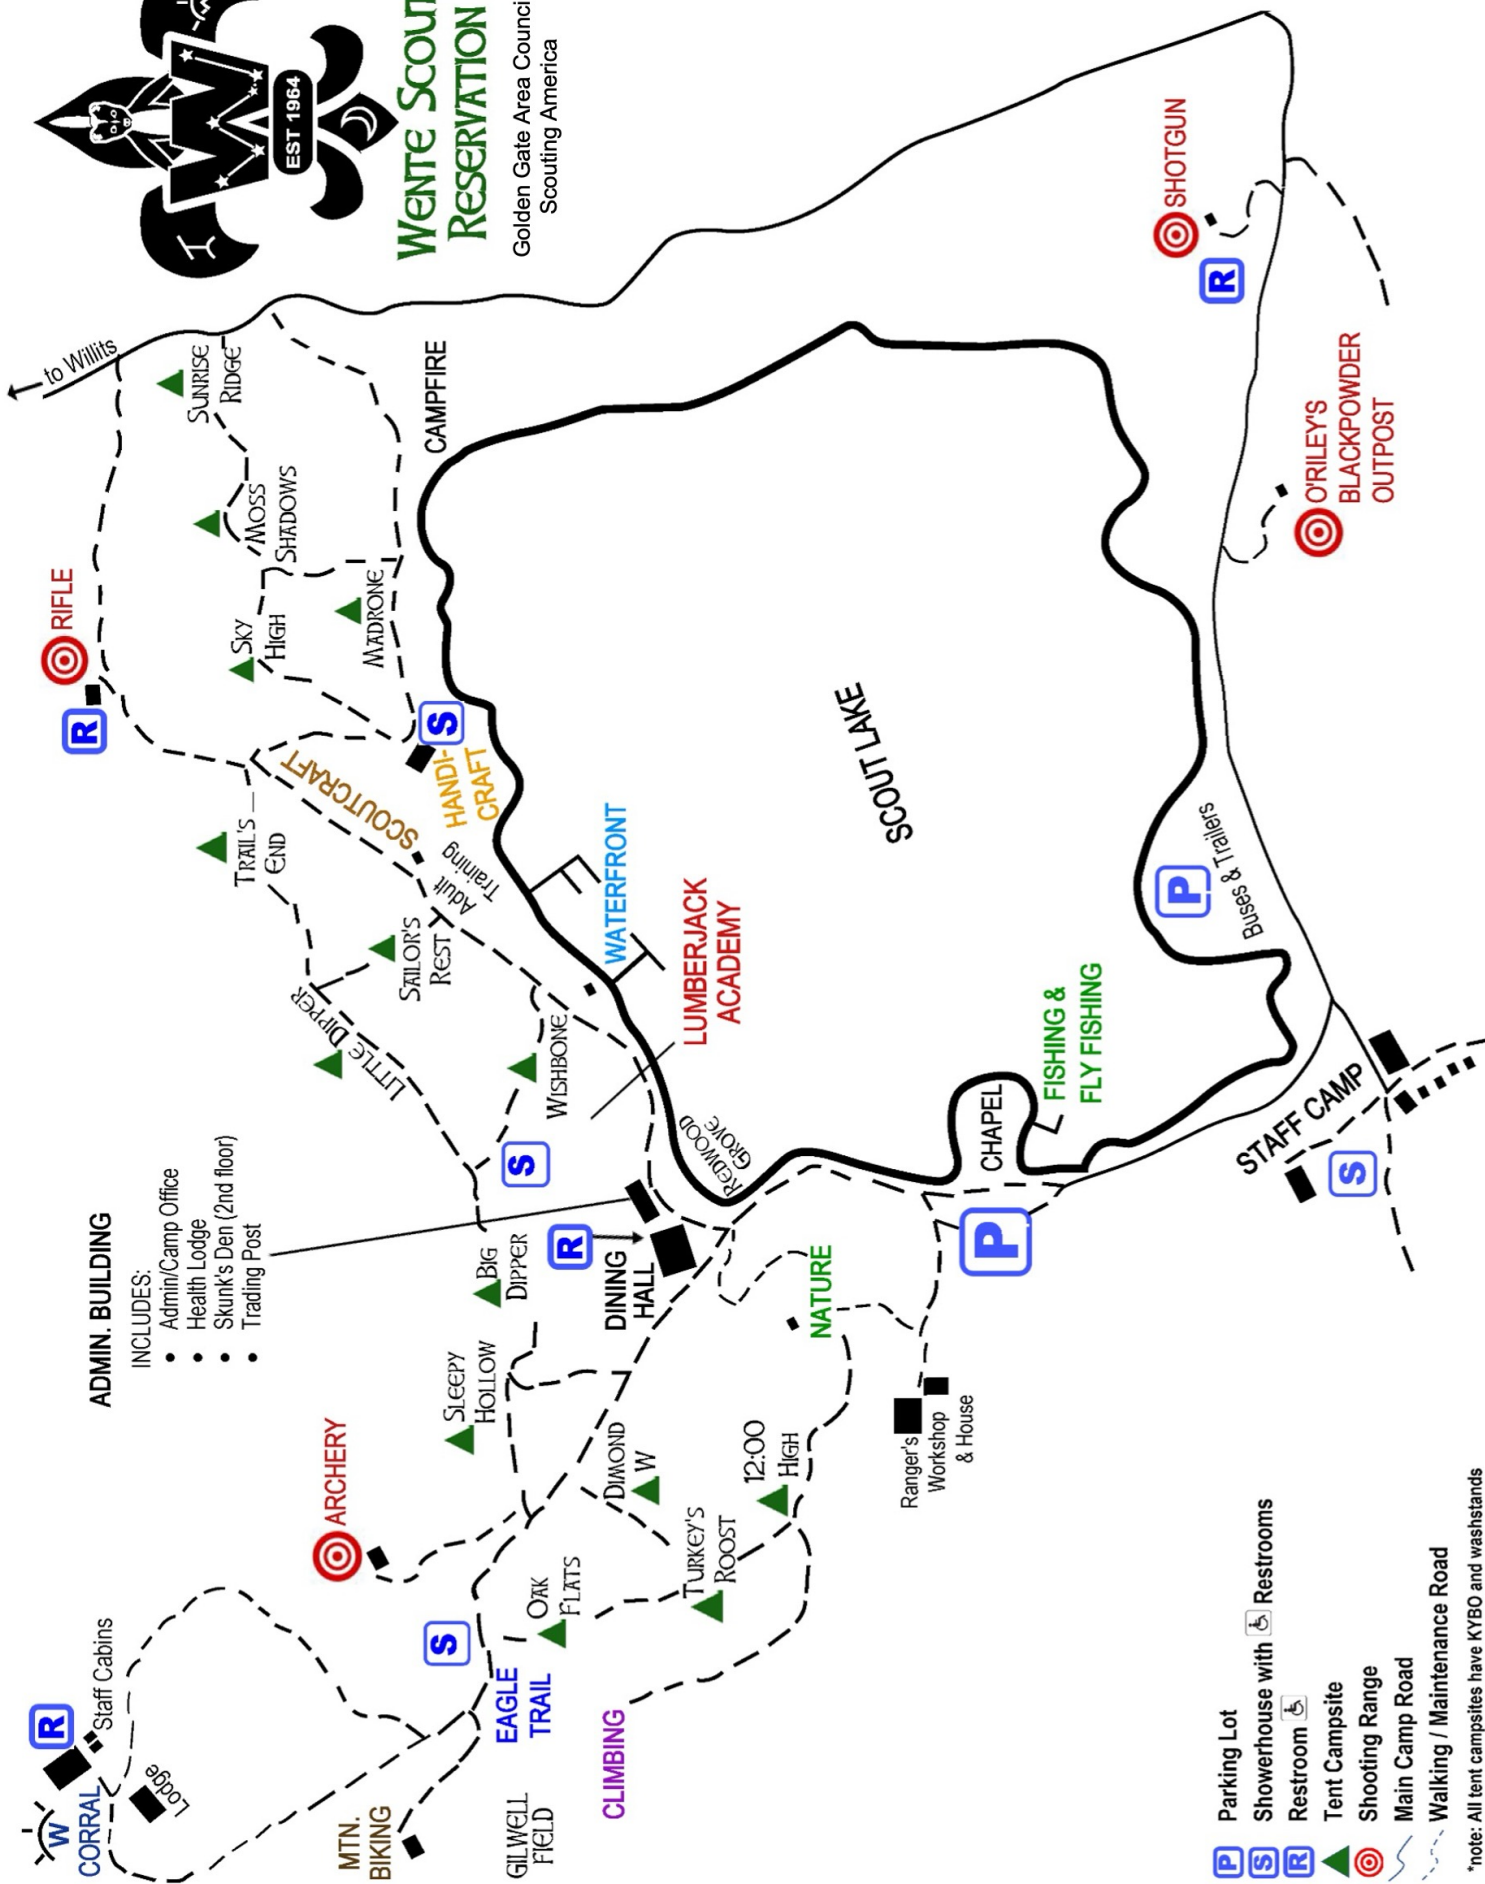 W
CORRAL
R
Staff Cabins
Lodge
MTN.
BIKING
GILWELL
FIELD
EAGLE
TRAIL
S
CLIMBING
ARCHERY
OAK
FLATS
TURKEY'S
ROOST
DIMOND
W
12:00
HIGH
SLEEPY
HOLLOW
BIG
DIPPER
ADMIN. BUILDING
INCLUDES:
• Admin/Camp Office
• Health Lodge
• Skunk's Den (2nd floor)
• Trading Post
R
DINING
HALL
S
NATURE
Ranger's
Workshop
& House
P
REDWOOD
GROVE
CHAPEL
FISHING &
FLY FISHING
LUMBERJACK
ACADEMY
WISHBONE
LITTLE DIPPER
SAILOR'S
REST
TRAIL'S
END
Adult
Training
SCOUTCRAFT
HANDI-
CRAFT
S
WATERFRONT
SCOUT LAKE
R
RIFLE
SKY
HIGH
MADRONE
MOSS
SHADOWS
SUNRISE
RIDGE
to Willits
CAMPFIRE
P
Buses & Trailers
STAFF CAMP
S
O'RILEY'S
BLACKPOWDER
OUTPOST
R
SHOTGUN
W
EST 1964
WENTE SCOUT
RESERVATION
Golden Gate Area Council
Scouting America
P Parking Lot
S Showerhouse with Restrooms
R Restroom
Tent Campsite
Shooting Range
Main Camp Road
Walking / Maintenance Road
*note: All tent campsites have KYBO and washstands